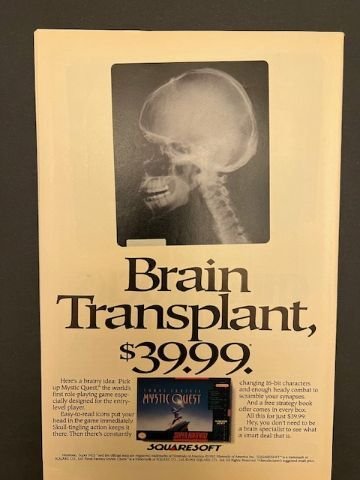 Brain
Transplant,
$39.99.*
Here's a brainy idea: Pick
up Mystic Quest,® the world's
first role playing game espe-
cially designed for the entry-
level player.
Easy-to-read icons put your
head in the game immediately.
Skull-tingling action keeps it
there. Then there's constantly
FINAL FANTASY
MYSTIC QUEST
SUPER NINTENDO
SQUARESOFT
changing 16-bit characters
and enough heady combat to
scramble your synapses.
And a free strategy book
offer comes in every box.
All this for just $39.99.
Hey, you don't need to be
a brain specialist to see what
a smart deal that is.